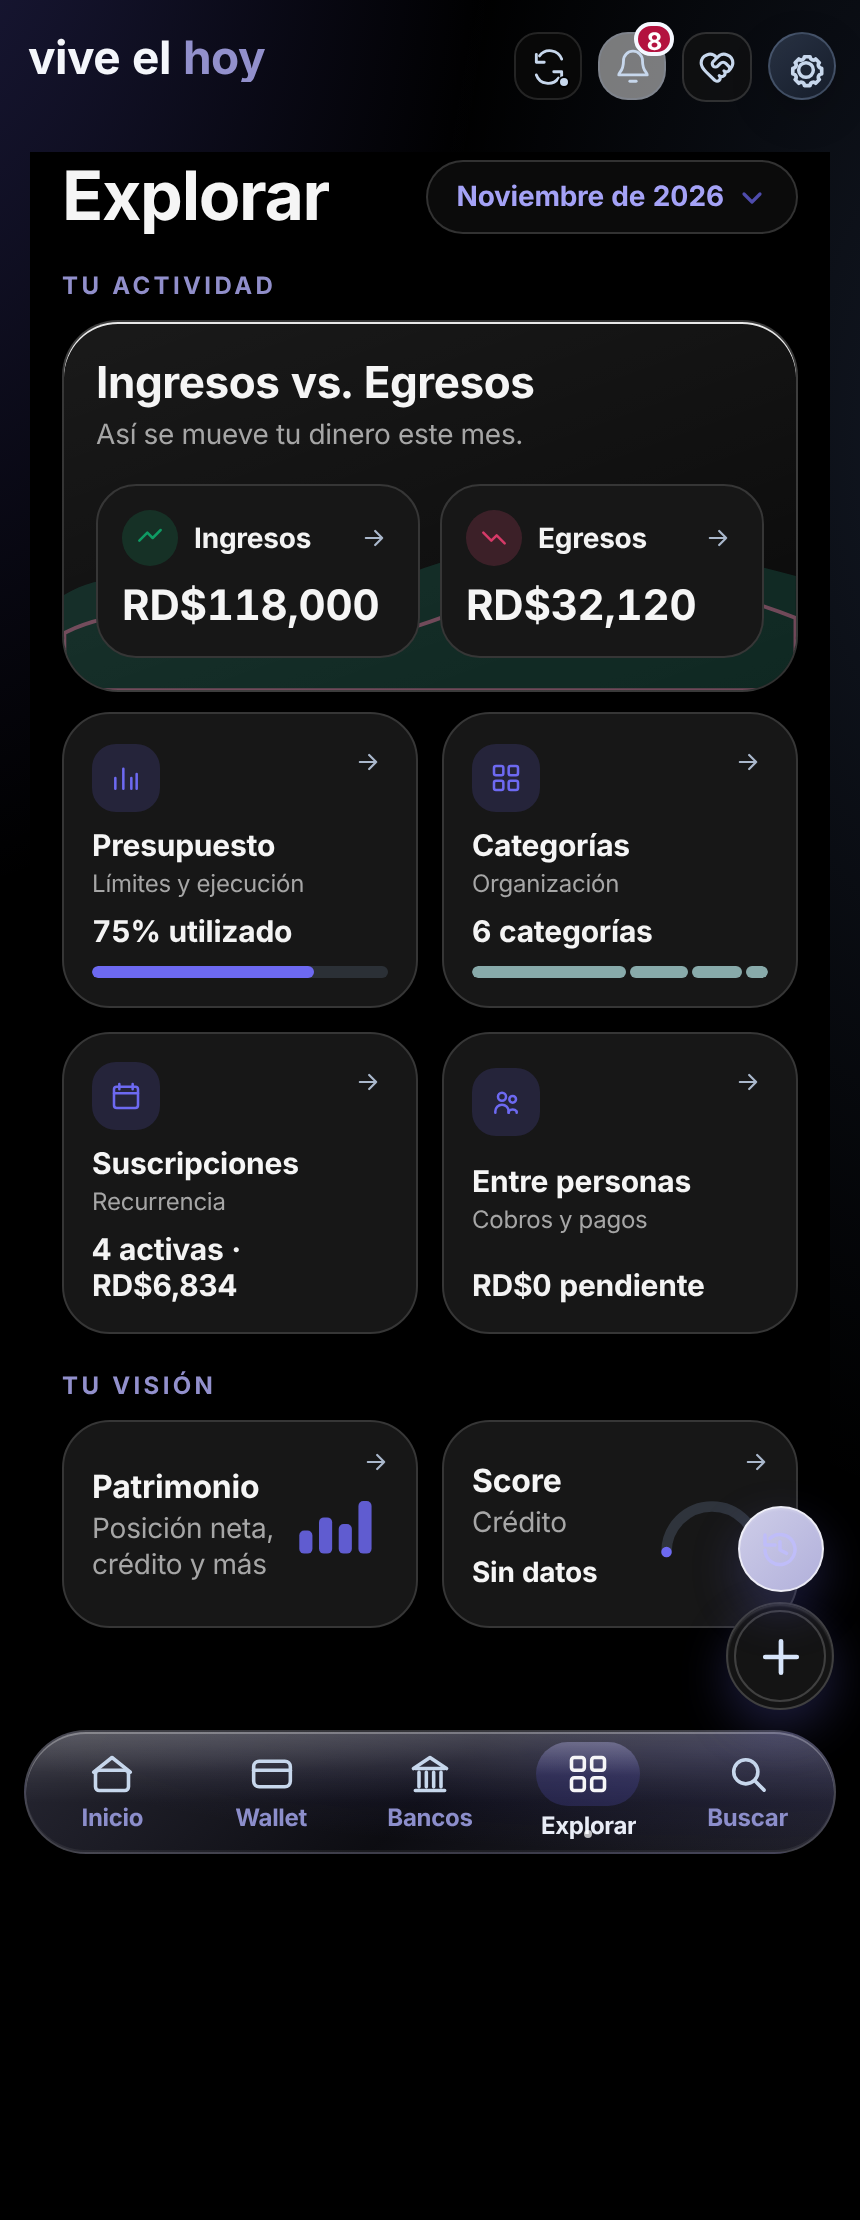 vive el hoy
8
Explorar
Noviembre de 2026
TU ACTIVIDAD
Ingresos vs. Egresos
Así se mueve tu dinero este mes.
Ingresos
RD$118,000
Egresos
RD$32,120
Presupuesto
Límites y ejecución
75% utilizado
Categorías
Organización
6 categorías
Suscripciones
Recurrencia
4 activas ·
RD$6,834
Entre personas
Cobros y pagos
RD$0 pendiente
TU VISIÓN
Patrimonio
Posición neta,
crédito y más
Score
Crédito
Sin datos
Inicio
Wallet
Bancos
Explorar
Buscar